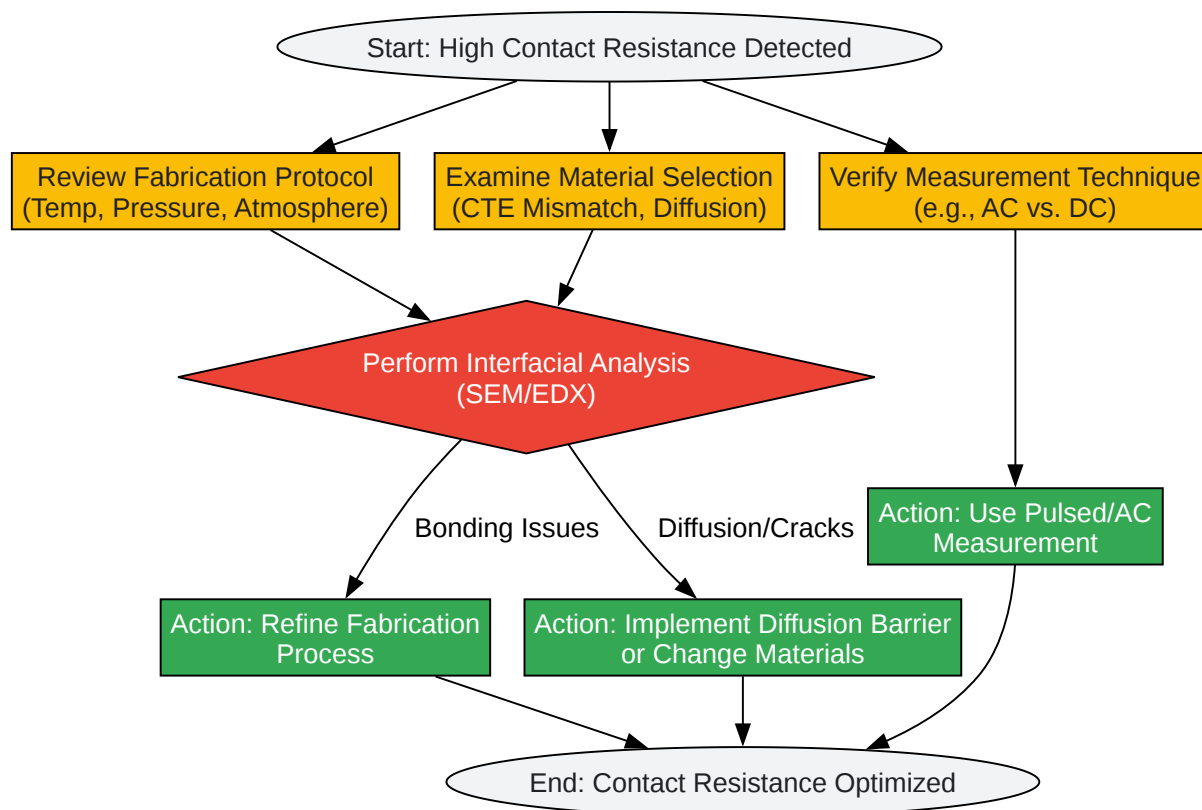 Start: High Contact Resistance Detected
Review Fabrication Protocol
(Temp, Pressure, Atmosphere)
Examine Material Selection
(CTE Mismatch, Diffusion)
Verify Measurement Technique
(e.g., AC vs. DC)
Perform Interfacial Analysis
(SEM/EDX)
Bonding Issues
Diffusion/Cracks
Action: Use Pulsed/AC
Measurement
Action: Refine Fabrication
Process
Action: Implement Diffusion Barrier
or Change Materials
End: Contact Resistance Optimized